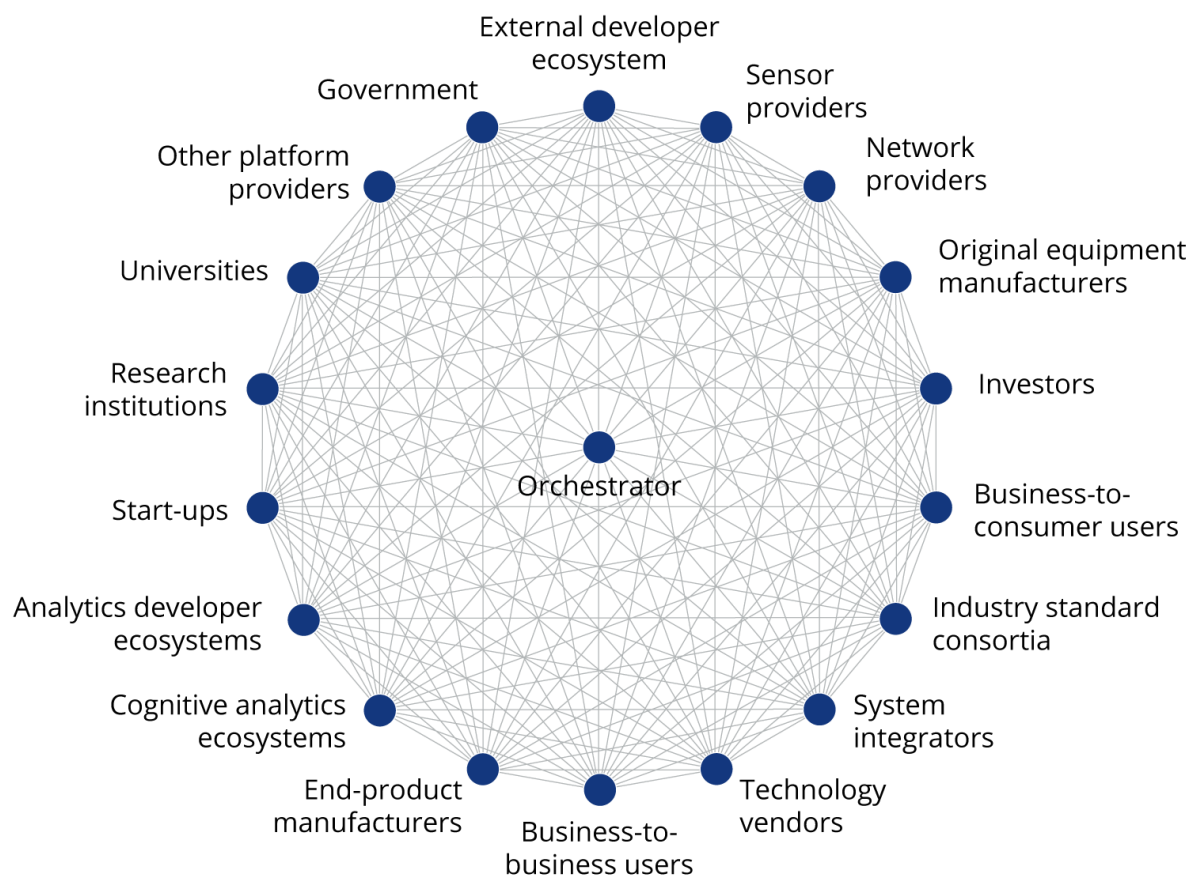 External developer
ecosystem
Sensor
providers
Government
Network
providers
Other platform
providers
Original equipment
manufacturers
Universities
Research
institutions
Investors
Orchestrator
Start-ups
Business-to-
consumer users
Analytics developer
ecosystems
Industry standard
consortia
Cognitive analytics
ecosystems
System
integrators
End-product
manufacturers
Technology
vendors
Business-to-
business users